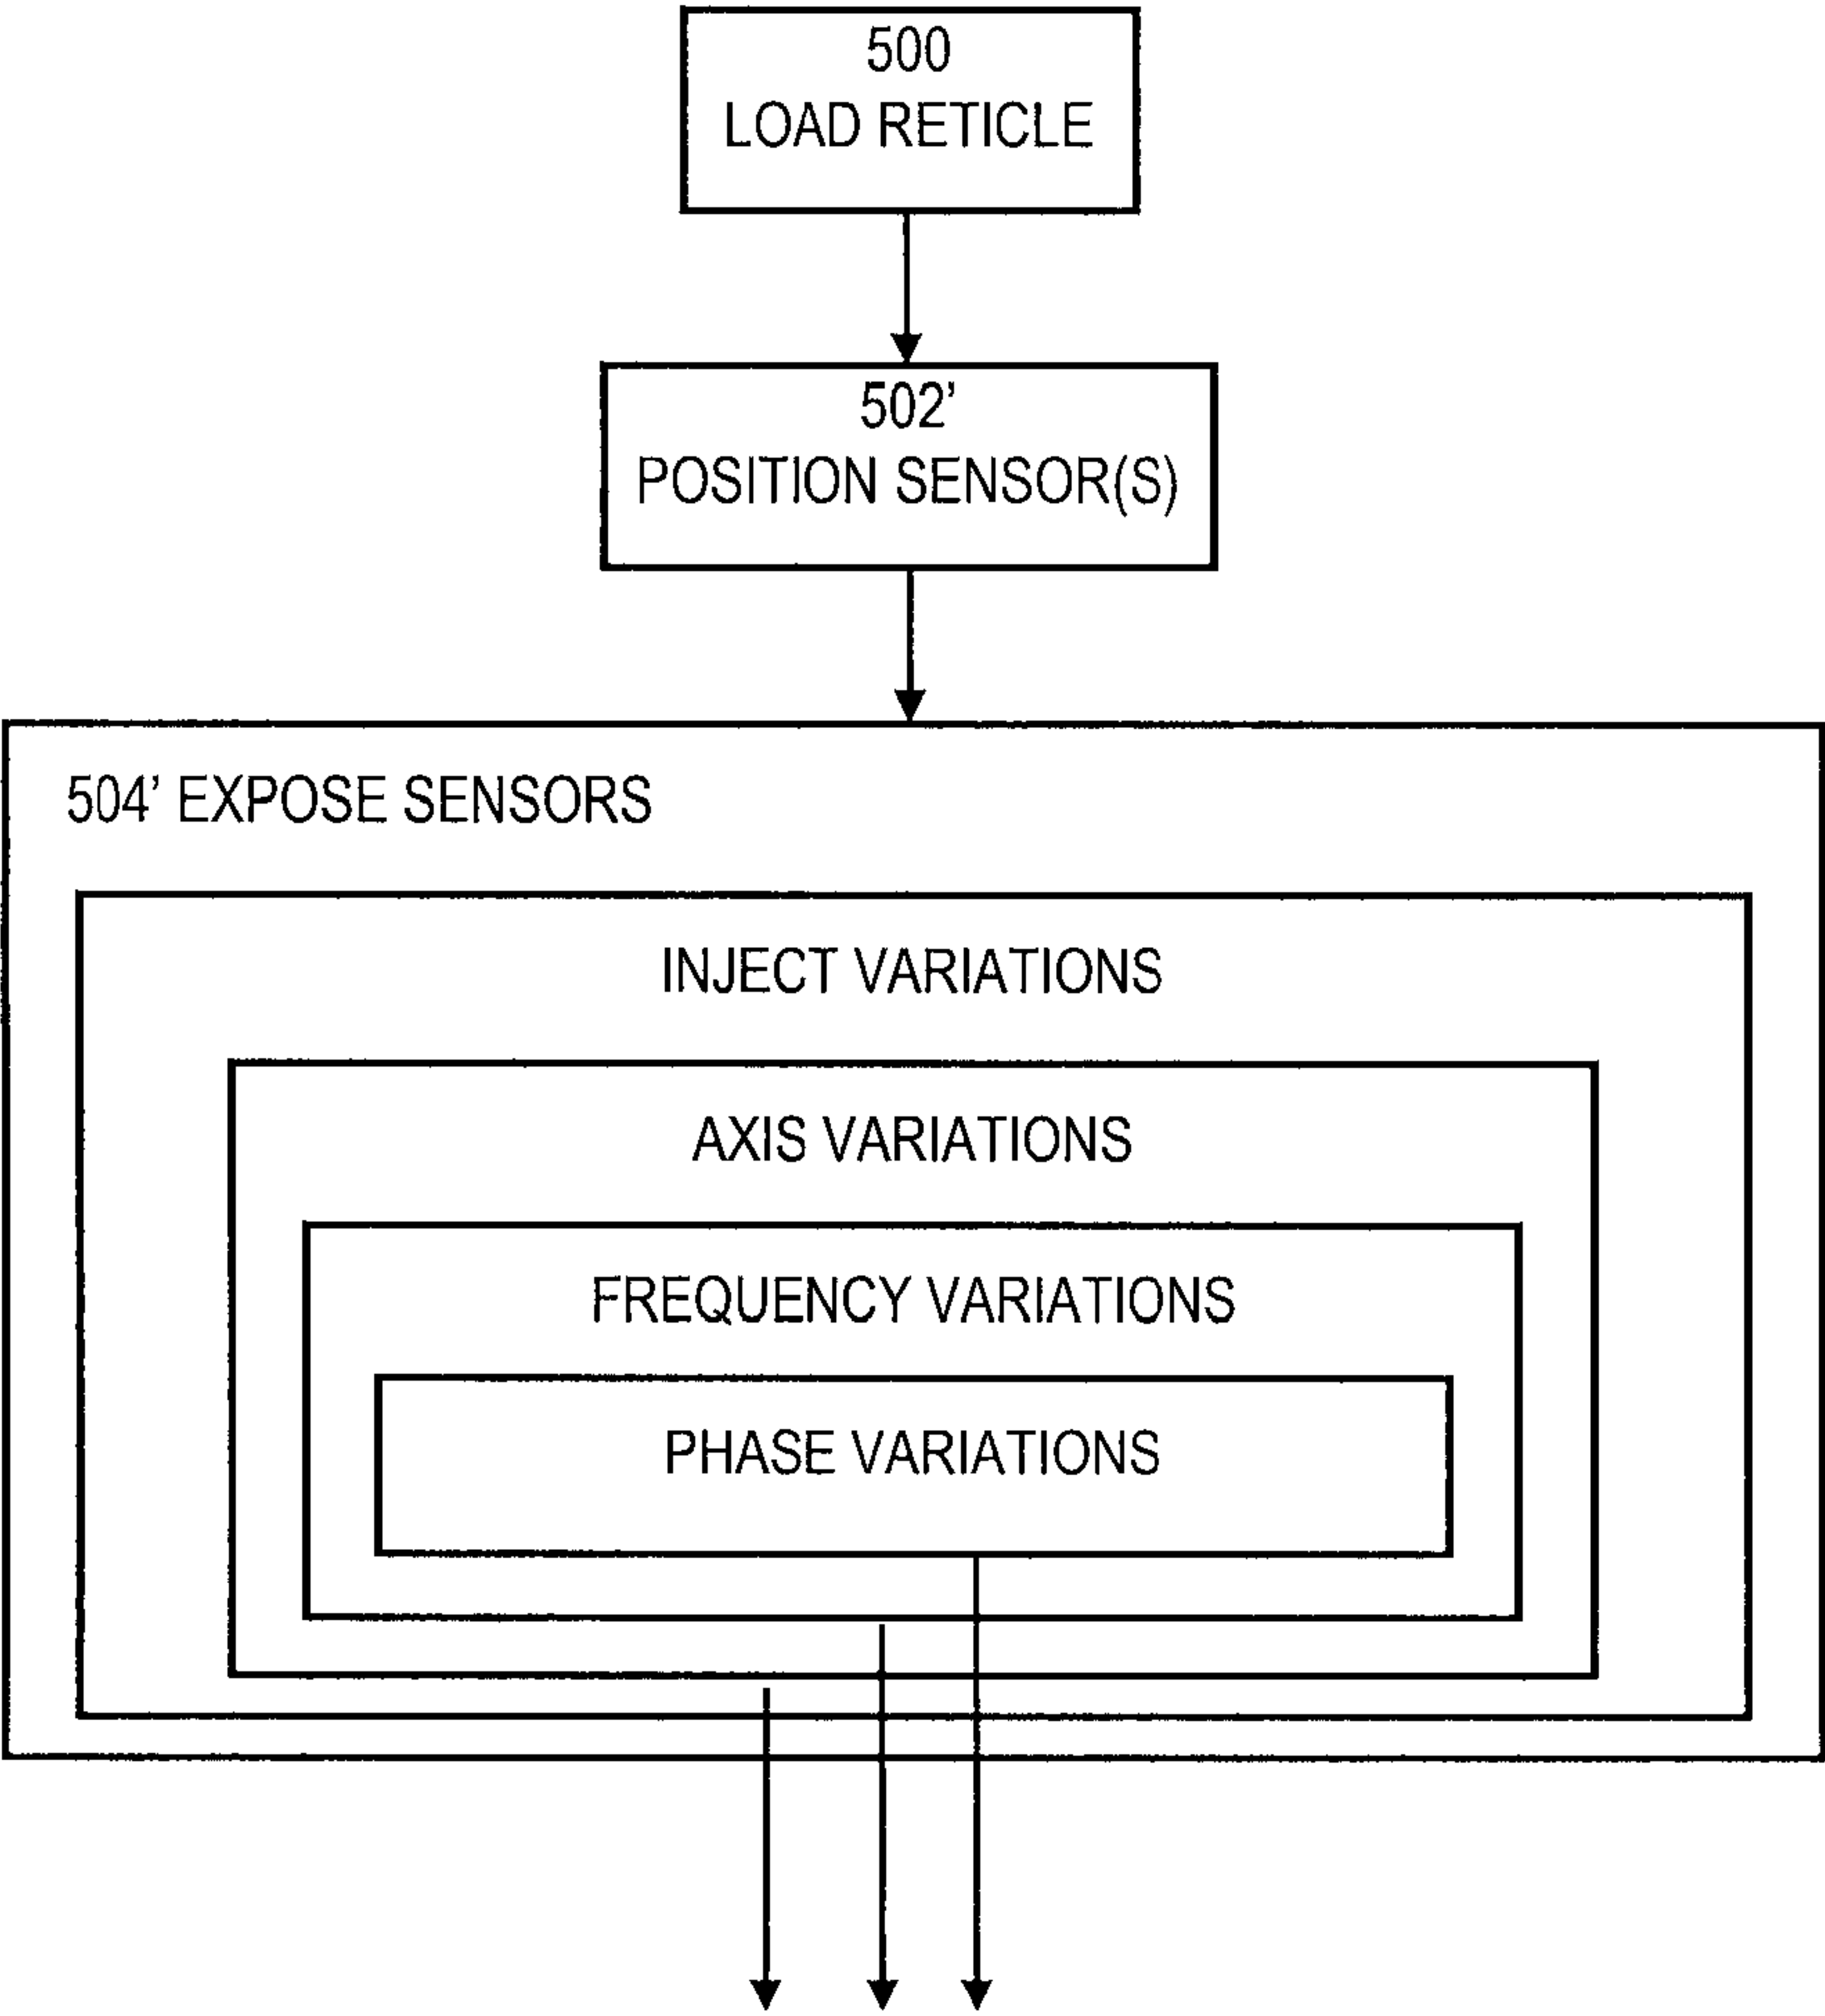 500
LOAD RETICLE
502'
POSITION SENSOR(S)
504' EXPOSE SENSORS
INJECT VARIATIONS
AXIS VARIATIONS
FREQUENCY VARIATIONS
PHASE VARIATIONS